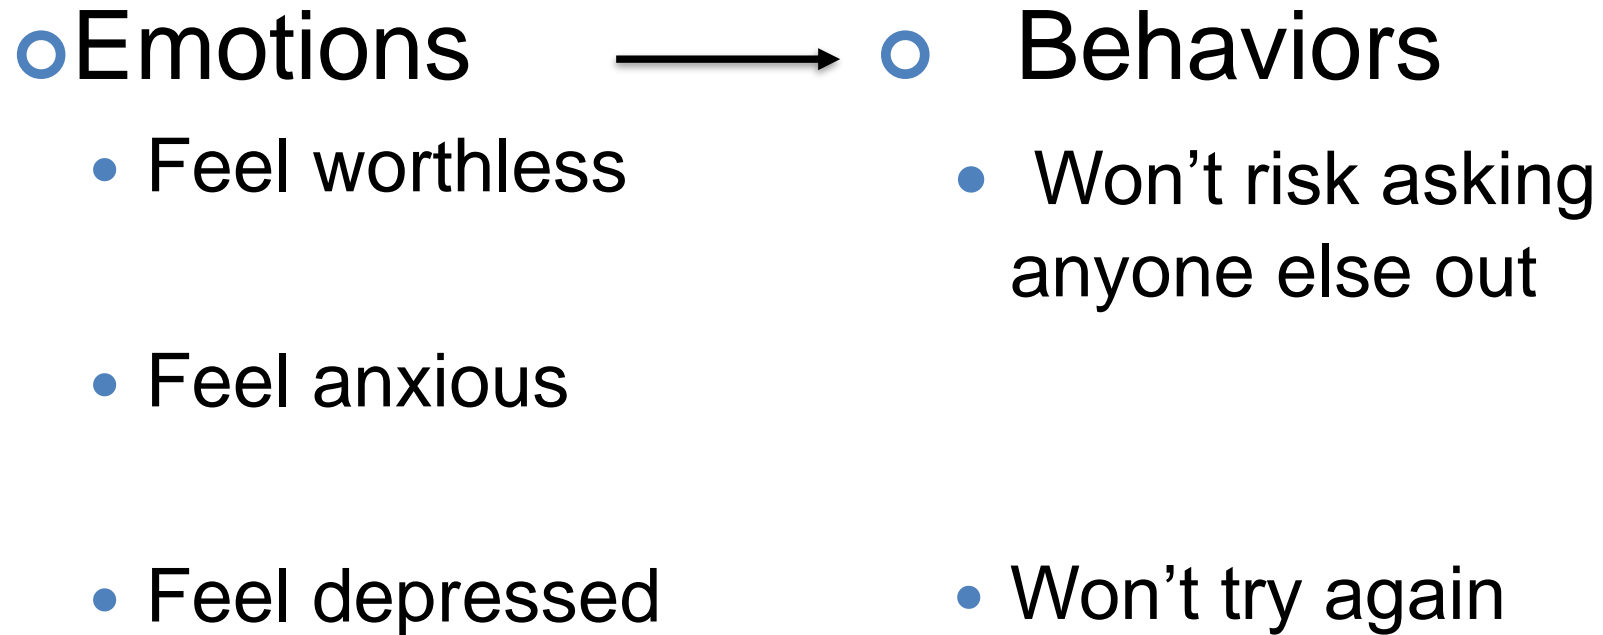 Emotions
Behaviors
Feel worthless
Won’t risk asking
anyone else out
Feel anxious
Feel depressed
Won’t try again